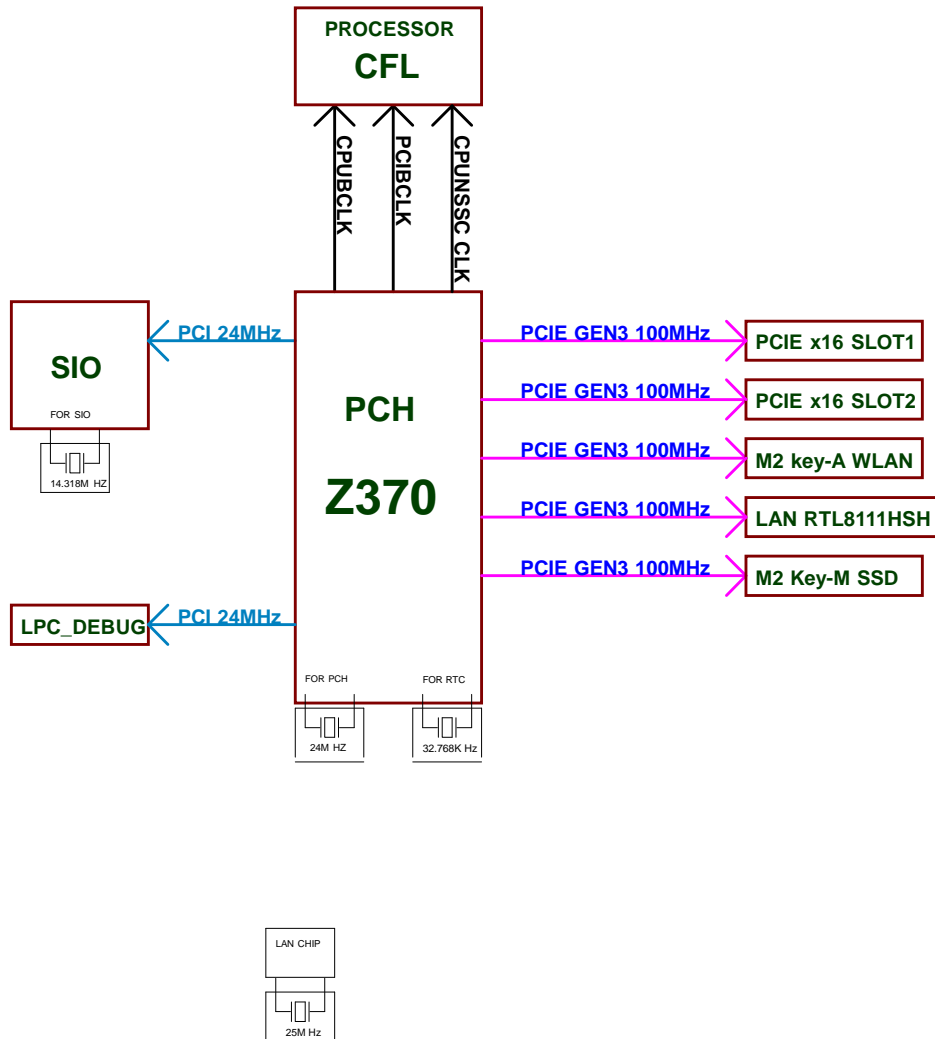 PROCESSOR
CFL
CPUBCLK
PCIBCLK
CPUNSSC CLK
SIO
FOR SIO
14.318M HZ
PCI 24MHz
PCH
Z370
PCIE GEN3 100MHz
PCIE x16 SLOT1
PCIE GEN3 100MHz
PCIE x16 SLOT2
PCIE GEN3 100MHz
M2 key-A WLAN
PCIE GEN3 100MHz
LAN RTL8111HSH
PCIE GEN3 100MHz
M2 Key-M SSD
LPC_DEBUG
PCI 24MHz
FOR PCH
24M HZ
FOR RTC
32.768K Hz
LAN CHIP
25M Hz